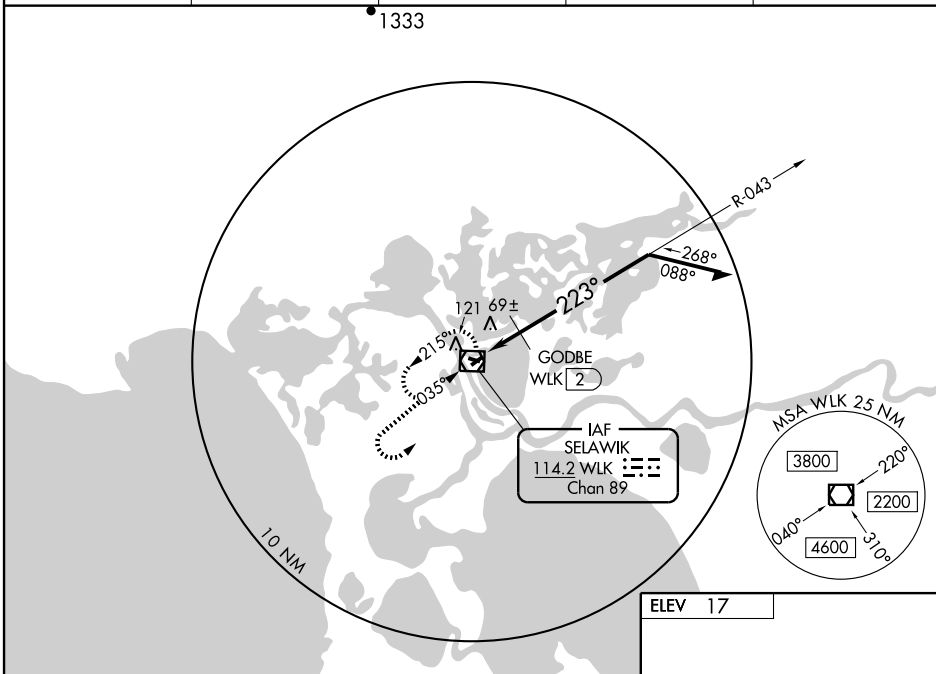 1333
R-043
268°
088°
223°
121 69±
215°
035°
GODBE
WLK 2
IAF
SELAWIK
114.2 WLK
Chan 89
10 NM
MSA WLK 25 NM
3800
220°
2200
040°
4600
310°
ELEV 17